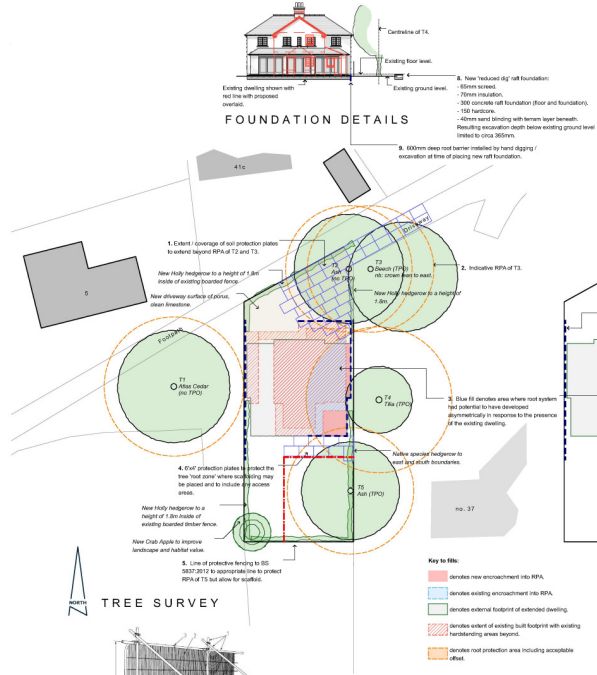 Centreline of T4.
Existing floor level.
Existing dwelling shown with
red line with proposed
overlaid.
Existing ground level.
FOUNDATION DETAILS
8. New 'reduced dig' raft foundation:
- 65mm screed.
- 70mm insulation.
- 300 concrete raft foundation (floor and foundation).
- 150 hardcore.
- 40mm sand blinding with terram layer beneath.
Resulting excavation depth below existing ground level
limited to circa 365mm.
9. 600mm deep root barrier installed by hand digging /
excavation at time of placing new raft foundation.
41c
Driveway
1. Extent / coverage of soil protection plates
to extend beyond RPA of T2 and T3.
T2
Ash
(no TPO)
T3
Beech (TPO)
nb: crown lean to east.
2. Indicative RPA of T3.
New Holly hedgerow to a height of 1.8m
inside of existing boarded fence.
New Holly hedgerow to a height of
1.8m.
New driveway surface of porus,
clean limestone.
5
Footpath
T1
Atlas Cedar
(no TPO)
T4
Tilia (TPO)
3. Blue fill denotes area where root system
had potential to have developed
asymmetrically in response to the presence
of the existing dwelling.
4. 6'x4' protection plates to protect the
tree 'root zone' where scaffolding may
be placed and to include any access
areas.
Native species hedgerow to
east and south boundaries.
T5
Ash (TPO)
New Holly hedgerow to a
height of 1.8m inside of
existing boarded timber fence.
no. 37
New Crab Apple to improve
landscape and habitat value.
5. Line of protective fencing to BS
5837:2012 to appropriate line to protect
RPA of T5 but allow for scaffold.
NORTH
TREE SURVEY
Key to fills:
denotes new encroachment into RPA.
denotes existing encroachment into RPA.
denotes external footprint of extended dwelling.
denotes extent of existing built footprint with existing
hardstanding areas beyond.
denotes root protection area including acceptable
offset.